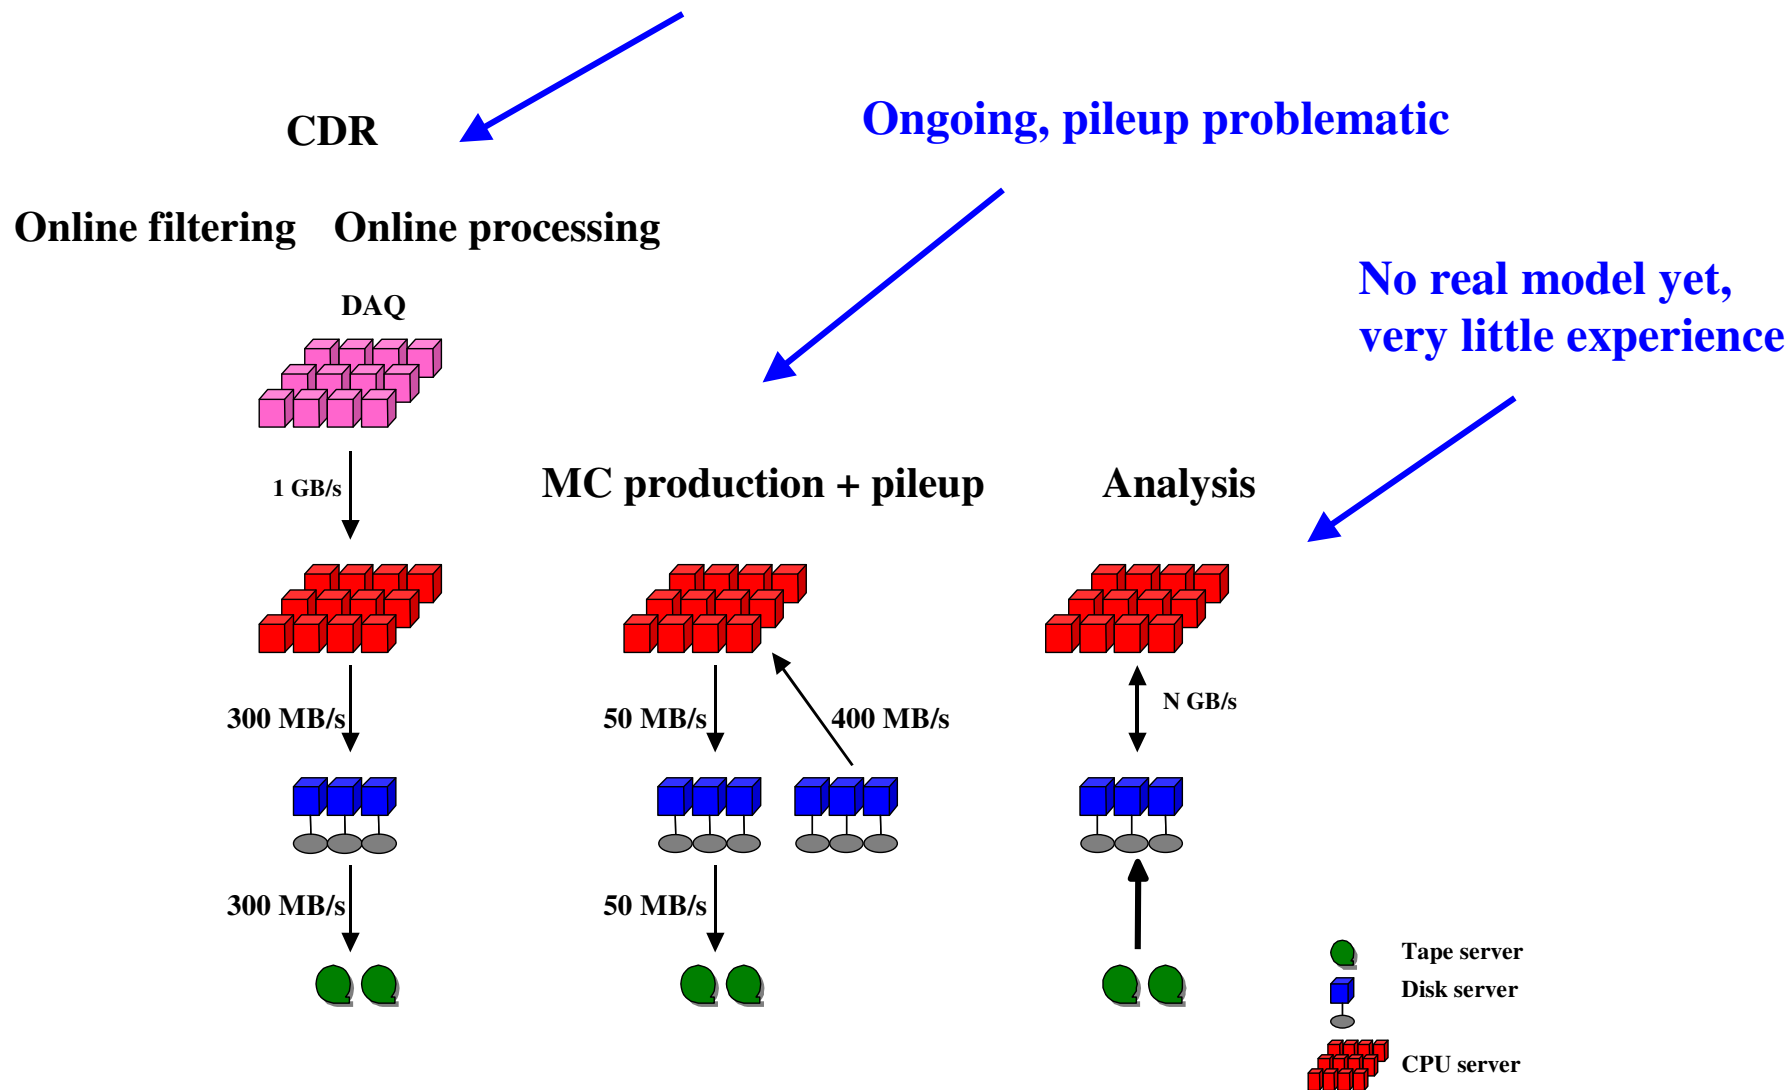 CDR
Ongoing, pileup problematic
Online filtering Online processing
No real model yet,
very little experience
DAQ
1 GB/s
MC production + pileup
Analysis
300 MB/s
50 MB/s
400 MB/s
N GB/s
300 MB/s
50 MB/s
Tape server
Disk server
CPU server